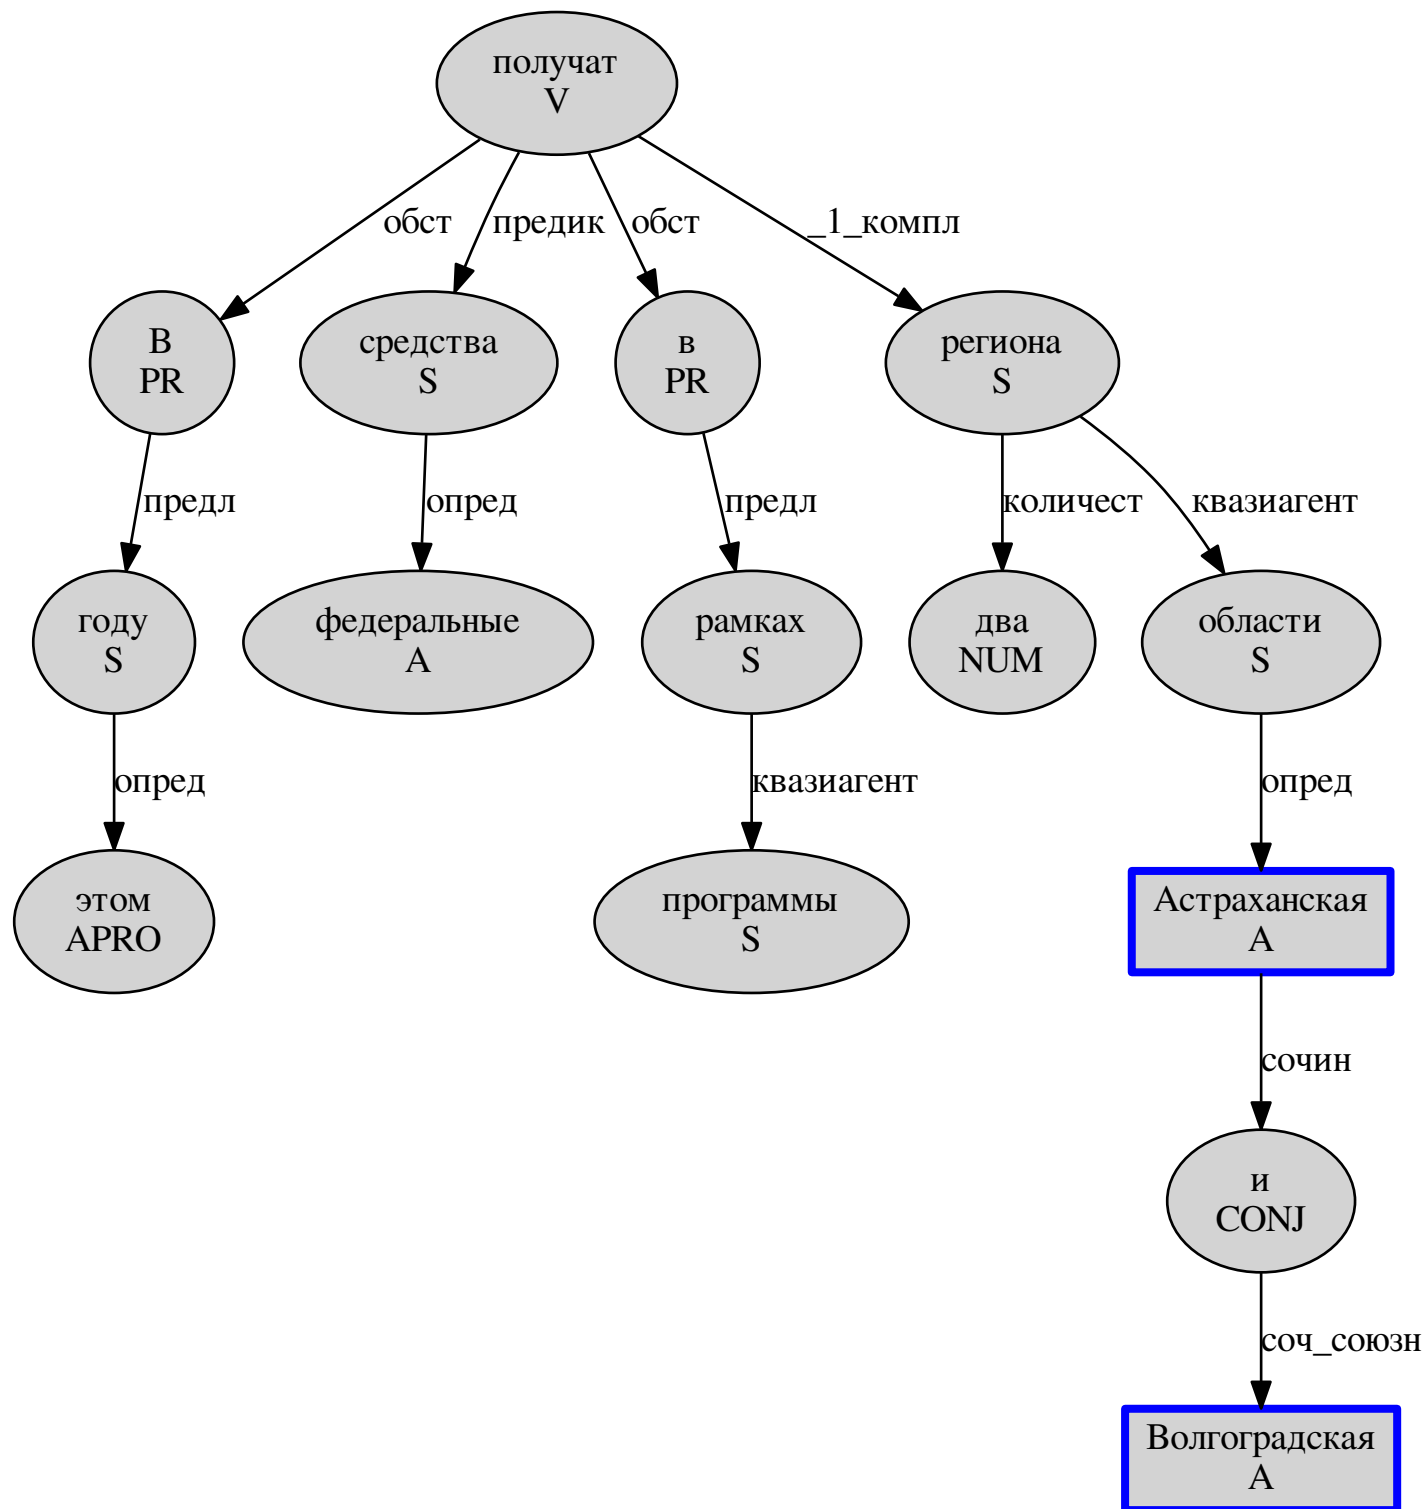 получат
V
обст
предик
обст
_1_компл
В
PR
средства
S
в
PR
региона
S
предл
опред
предл
количест
квазиагент
году
S
федеральные
A
рамках
S
два
NUM
области
S
опред
квазиагент
опред
этом
APRO
программы
S
Астраханская
A
сочин
и
CONJ
соч_союзн
Волгоградская
A